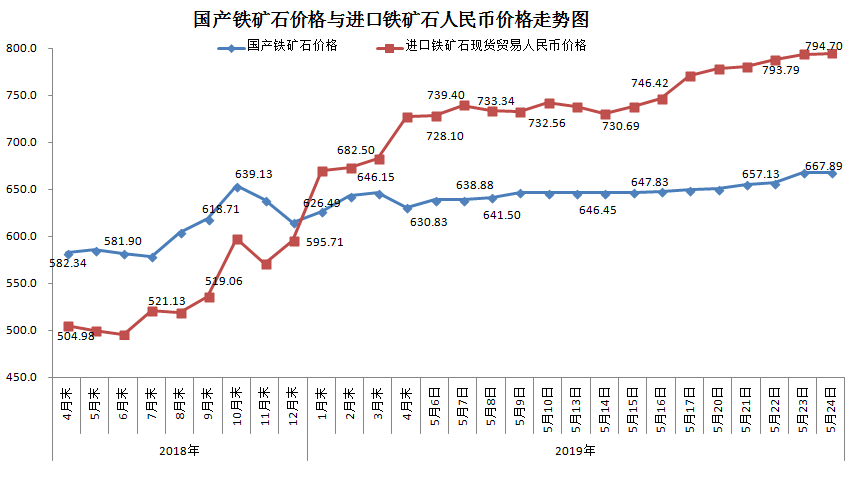 国产铁矿石价格与进口铁矿石人民币价格走势图
国产铁矿石价格
进口铁矿石现货贸易人民币价格
800.0
750.0
700.0
650.0
600.0
550.0
500.0
450.0
582.34
581.90
618.71
639.13
626.49
646.15
630.83
638.88
641.50
646.45
647.83
657.13
667.89
504.98
521.13
519.06
595.71
682.50
728.10
739.40
733.34
732.56
730.69
746.42
793.79
794.70
4月末
5月末
6月末
7月末
8月末
9月末
10月末
11月末
12月末
1月末
2月末
3月末
4月末
5月6日
5月7日
5月8日
5月9日
5月10日
5月13日
5月14日
5月15日
5月16日
5月17日
5月20日
5月21日
5月22日
5月23日
5月24日
2018年
2019年